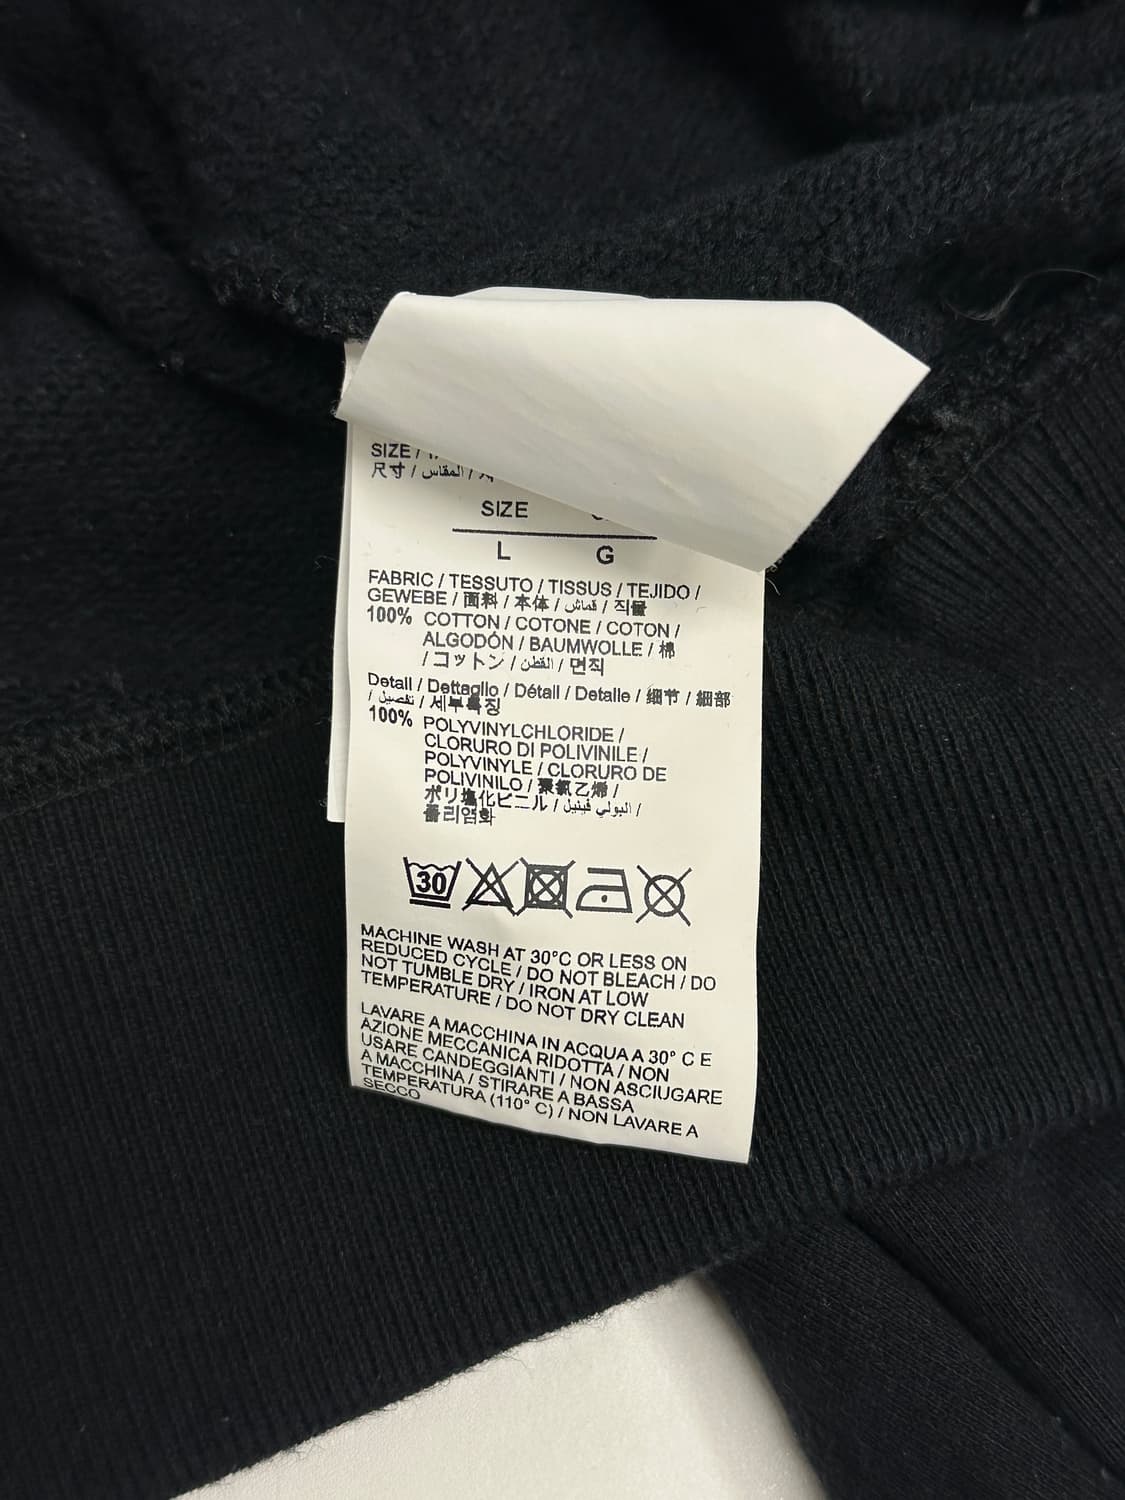 SIZE /
尺寸 / المقاس /
SIZE
L G
FABRIC / TESSUTO / TISSUS / TEJIDO /
GEWEBE / 面料 / 本体 / قماش / 직물
100% COTTON / COTONE / COTON /
ALGODÓN / BAUMWOLLE / 棉
/ コットン / القطن / 면직
Detail / Dettaglio / Détail / Detalle / 细节 / 細部
/ تفصيل / 세부특징
100% POLYVINYLCHLORIDE /
CLORURO DI POLIVINILE /
POLYVINYLE / CLORURO DE
POLIVINILO / 聚氯乙烯 /
ポリ塩化ビニル / البولي فينيل /
폴리염화
30
MACHINE WASH AT 30°C OR LESS ON
REDUCED CYCLE / DO NOT BLEACH / DO
NOT TUMBLE DRY / IRON AT LOW
TEMPERATURE / DO NOT DRY CLEAN
LAVARE A MACCHINA IN ACQUA A 30° C E
AZIONE MECCANICA RIDOTTA / NON
USARE CANDEGGIANTI / NON ASCIUGARE
A MACCHINA / STIRARE A BASSA
TEMPERATURA (110° C) / NON LAVARE A
SECCO